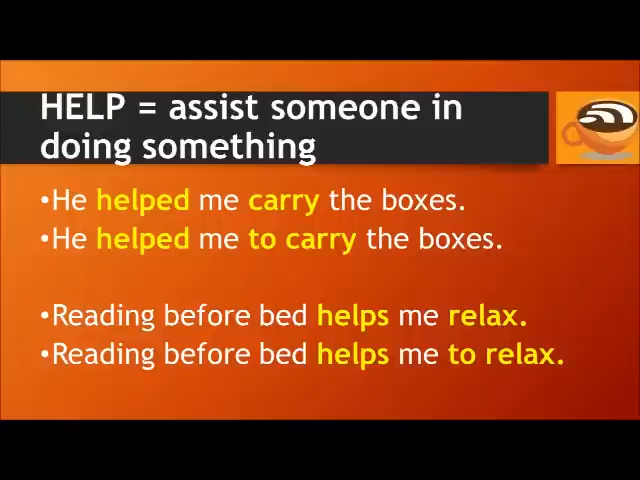 HELP = assist someone in
doing something
•He helped me carry the boxes.
•He helped me to carry the boxes.
•Reading before bed helps me relax.
•Reading before bed helps me to relax.